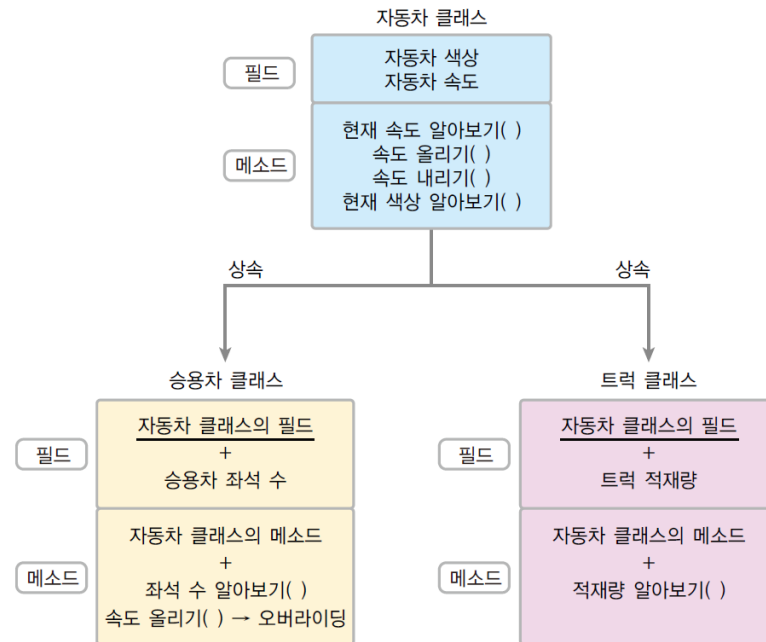 자동차 클래스
필드
자동차 색상
자동차 속도
메소드
현재 속도 알아보기( )
속도 올리기( )
속도 내리기( )
현재 색상 알아보기( )
상속
상속
승용차 클래스
필드
자동차 클래스의 필드
+
승용차 좌석 수
메소드
자동차 클래스의 메소드
+
좌석 수 알아보기( )
속도 올리기( ) → 오버라이딩
트럭 클래스
필드
자동차 클래스의 필드
+
트럭 적재량
메소드
자동차 클래스의 메소드
+
적재량 알아보기( )